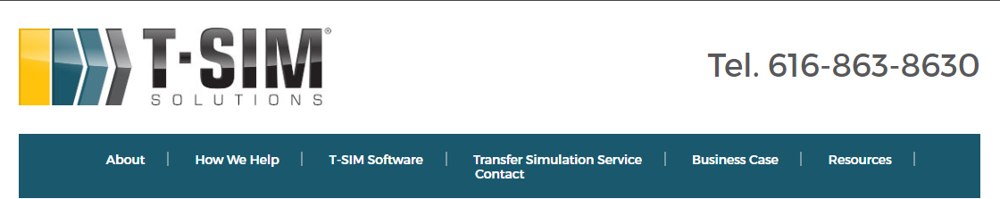 T-SIM®
SOLUTIONS
Tel. 616-863-8630
About | How We Help | T-SIM Software | Transfer Simulation Service | Business Case | Resources |
Contact